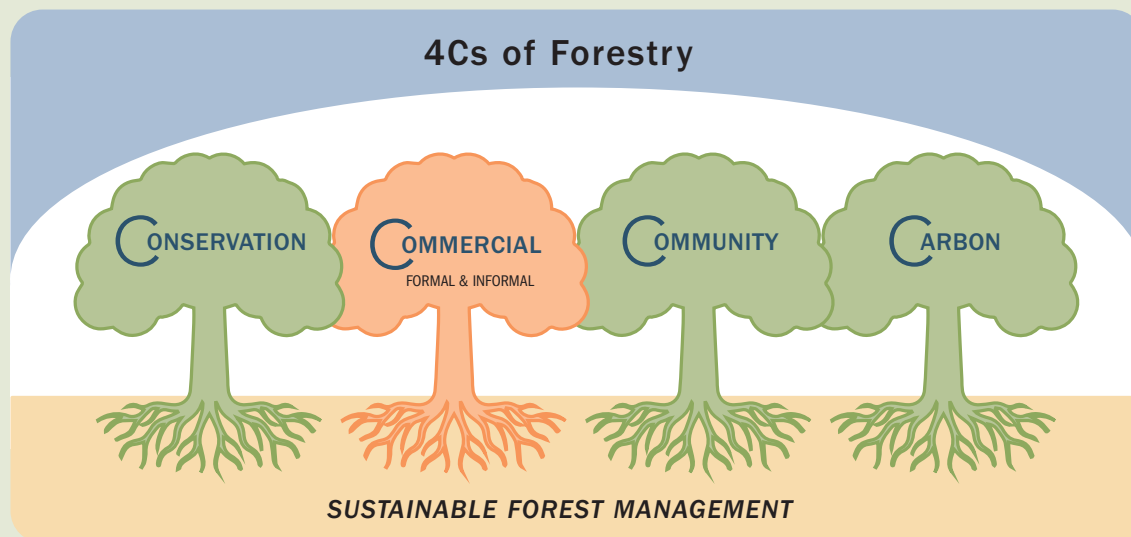 4Cs of Forestry
CONSERVATION
COMMERCIAL
FORMAL & INFORMAL
COMMUNITY
CARBON
SUSTAINABLE FOREST MANAGEMENT